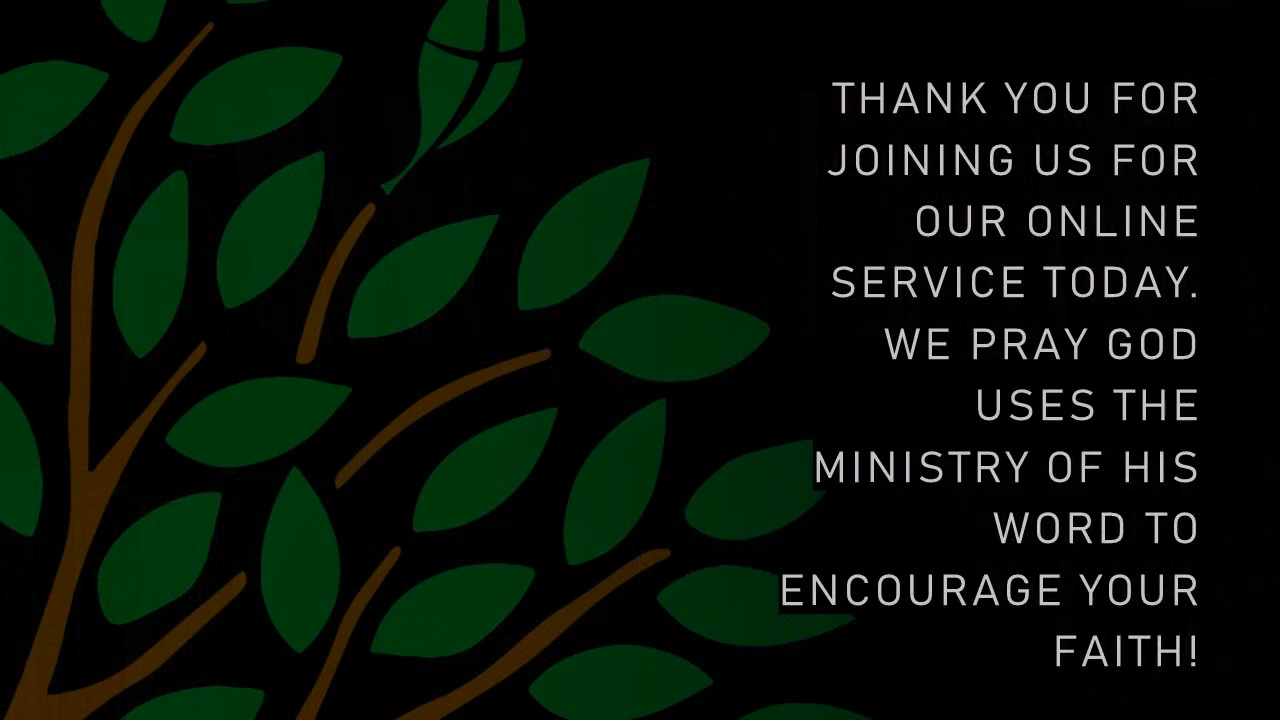 THANK YOU FOR
JOINING US FOR
OUR ONLINE
SERVICE TODAY.
WE PRAY GOD
USES THE
MINISTRY OF HIS
WORD TO
ENCOURAGE YOUR
FAITH!